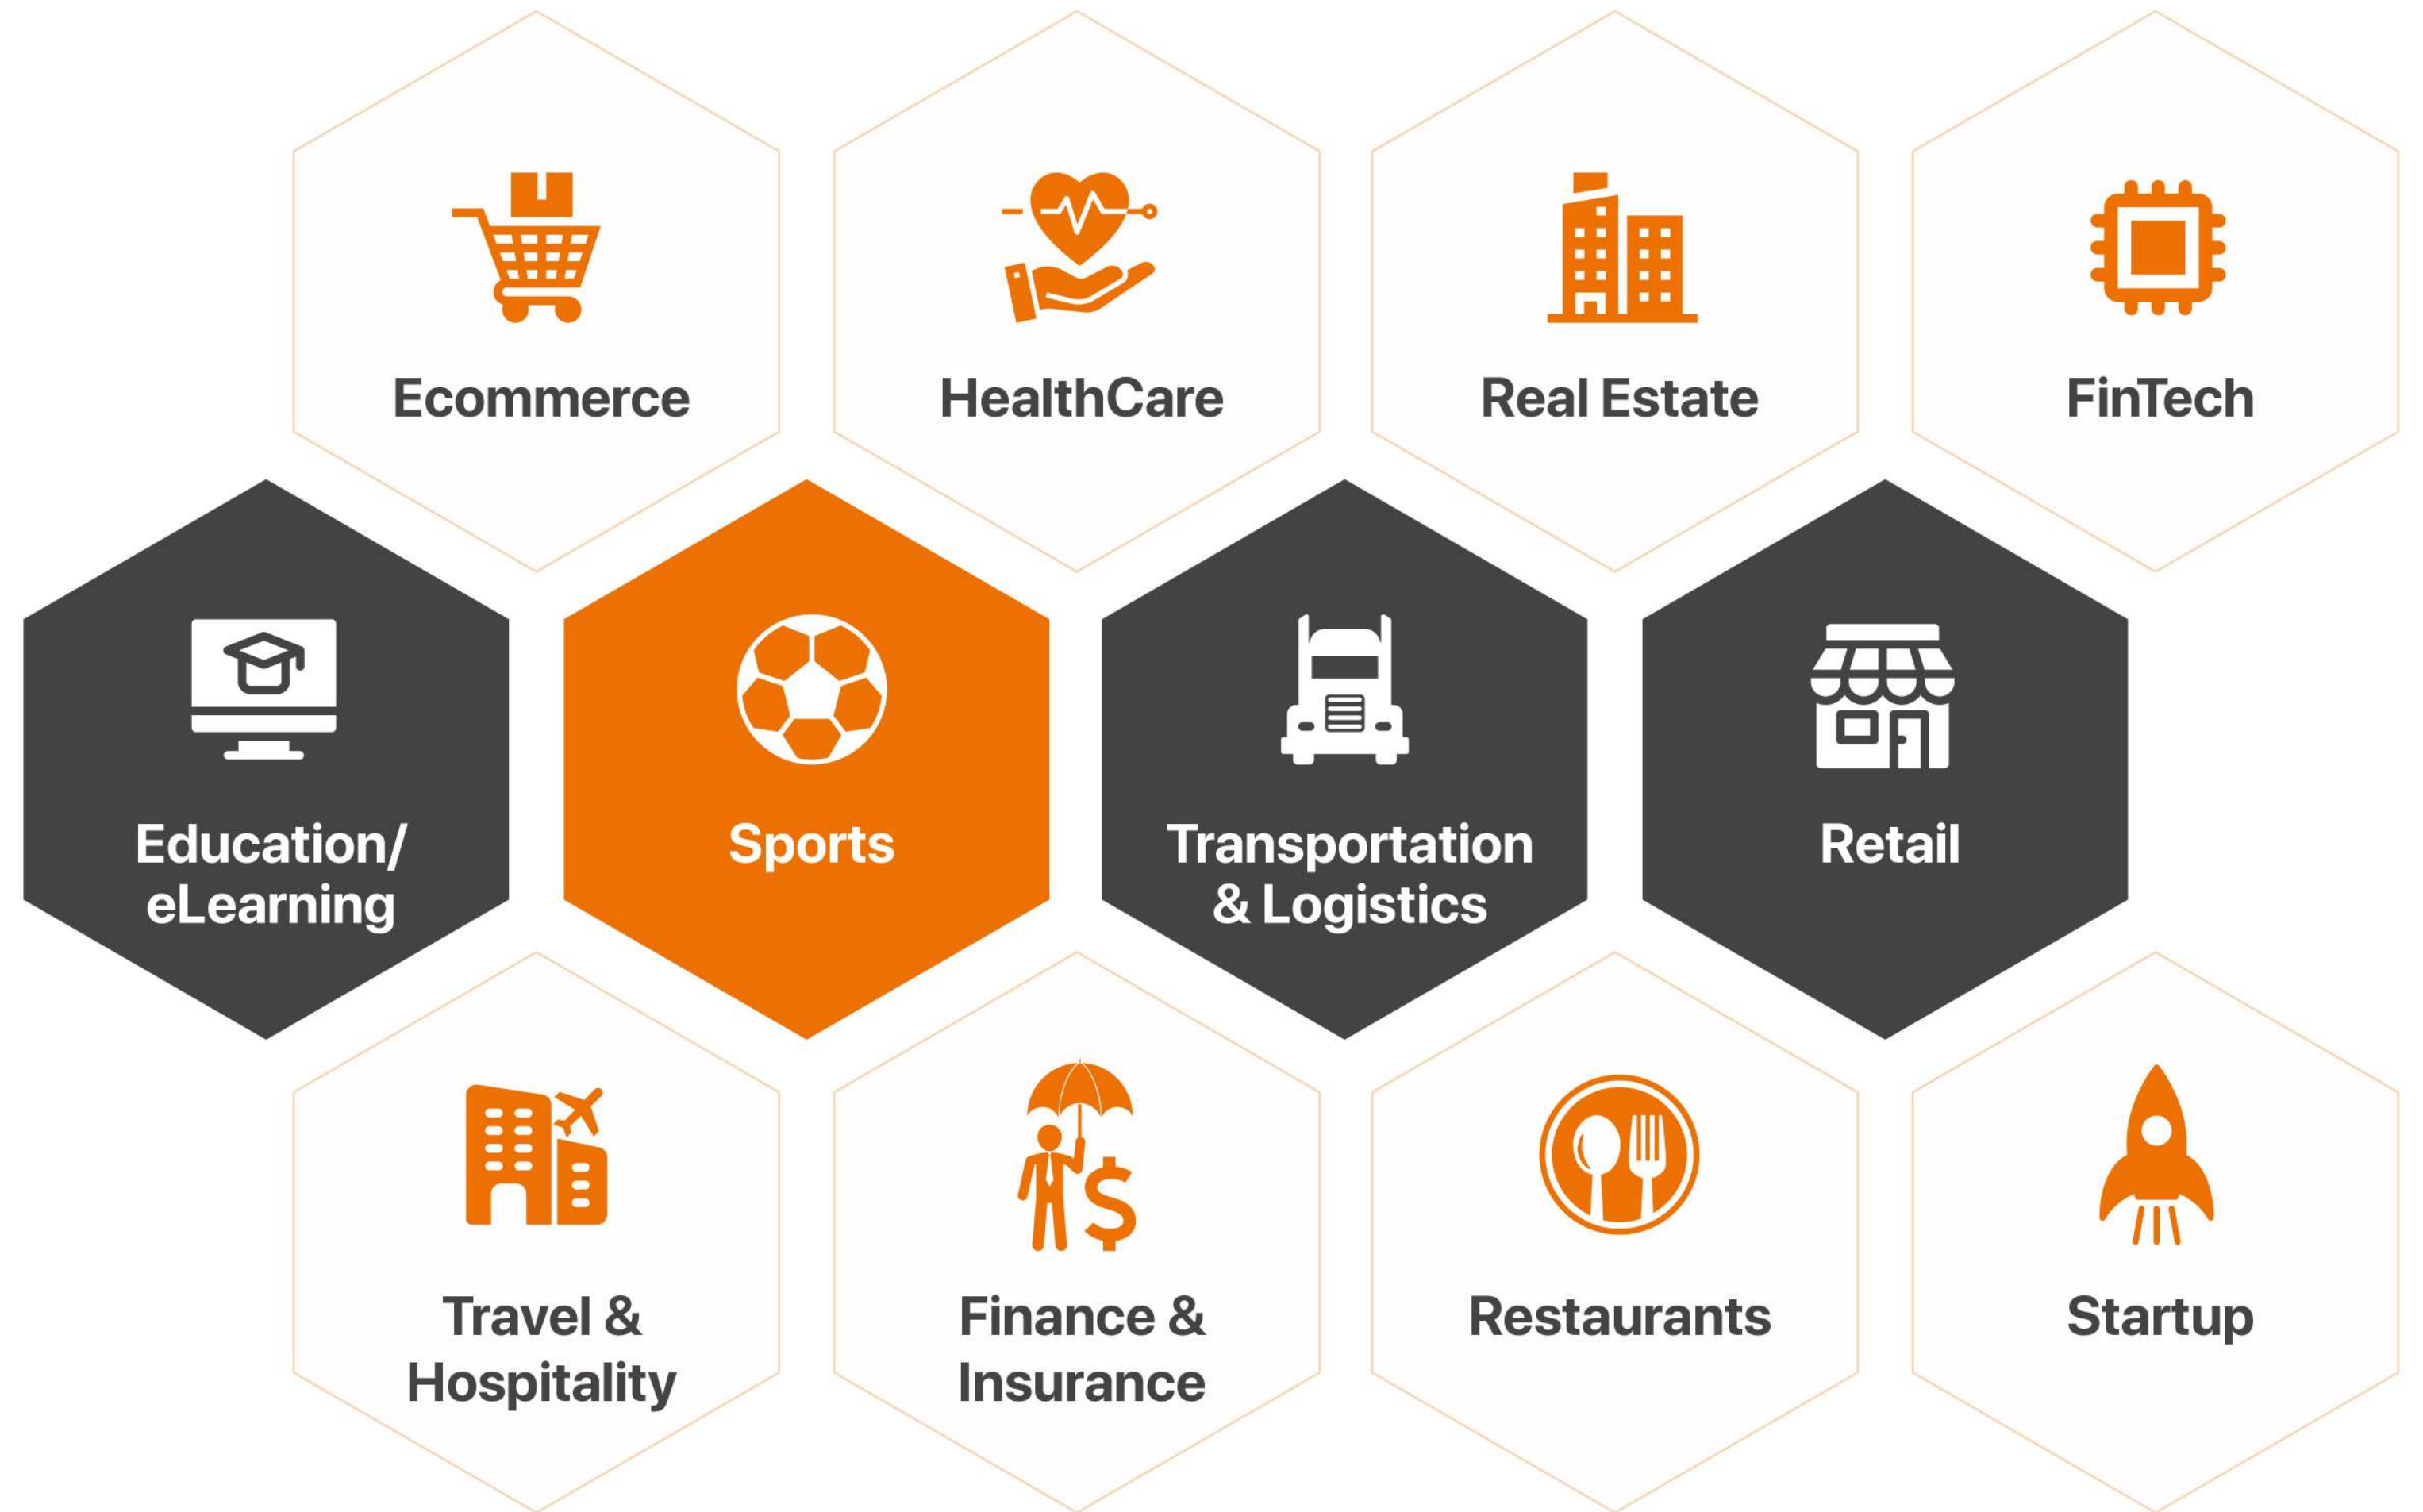 Ecommerce
HealthCare
Real Estate
FinTech
Education/
eLearning
Sports
Transportation
& Logistics
Retail
Travel &
Hospitality
Finance &
Insurance
Restaurants
Startup